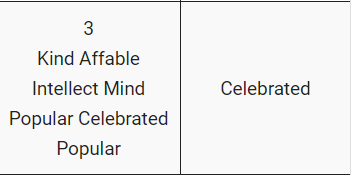 3
Kind Affable
Intellect Mind
Popular Celebrated
Popular
Celebrated